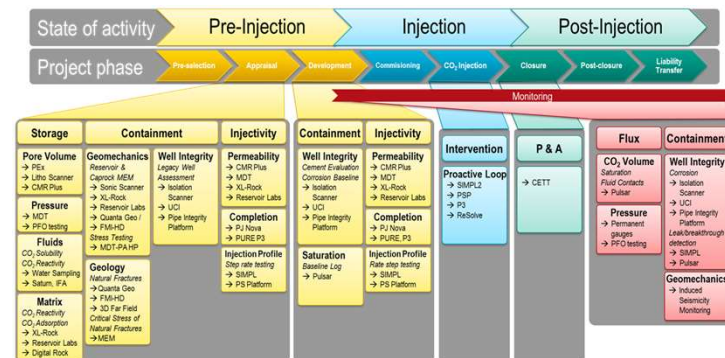 State of activity
Pre-Injection
Injection
Post-Injection
Project phase
Pre-selection
Appraisal
Development
Commisioning
CO₂ Injection
Closure
Post-closure
Liability
Transfer
Monitoring
Storage
Pore Volume
→ PEx
→ Litho Scanner
→ CMR Plus
Pressure
→ MDT
→ PFO testing
Fluids
CO₂ Solubility
CO₂ Reactivity
→ Water Sampling
→ Saturn, IFA
Matrix
CO₂ Reactivity
CO₂ Adsorption
→ XL-Rock
→ Reservoir Labs
→ Digital Rock
Containment
Geomechanics
Reservoir &
Caprock MEM
→ Sonic Scanner
→ XL-Rock
→ Reservoir Labs
→ Quanta Geo /
→ FMI-HD
Stress Testing
→ MDT-PA HP
Geology
Natural Fractures
→ Quanta Geo
→ FMI-HD
→ 3D Far Field
Critical Stress of
Natural Fractures
→ MEM
Well Integrity
Legacy Well
Assessment
→ Isolation
Scanner
→ UCI
→ Pipe Integrity
Platform
Injectivity
Permeability
→ CMR Plus
→ MDT
→ XL-Rock
→ Reservoir Labs
Completion
→ PJ Nova
→ PURE, P3
Injection Profile
Step rate testing
→ SIMPL
→ PS Platform
Containment
Well Integrity
Cement Evaluation
Corrosion Baseline
→ Isolation
Scanner
→ UCI
→ Pipe Integrity
Platform
Saturation
Baseline Log
→ Pulsar
Injectivity
Permeability
→ CMR Plus
→ MDT
→ XL-Rock
→ Reservoir Labs
Completion
→ PJ Nova
→ PURE, P3
Injection Profile
Rate step testing
→ SIMPL
→ PS Platform
Intervention
Proactive Loop
→ SIMPL2
→ PSP
→ P3
→ ReSolve
P & A
→ CETT
Flux
CO₂ Volume
Saturation
Fluid Contacts
→ Pulsar
Pressure
→ Permanent
gauges
→ PFO testing
Containment
Well Integrity
Corrosion
→ Isolation
Scanner
→ UCI
→ Pipe Integrity
Platform
Leak/breakthrough
detection
→ SIMPL
→ Pulsar
Geomechanics
→ Induced
Seismicity
Monitoring